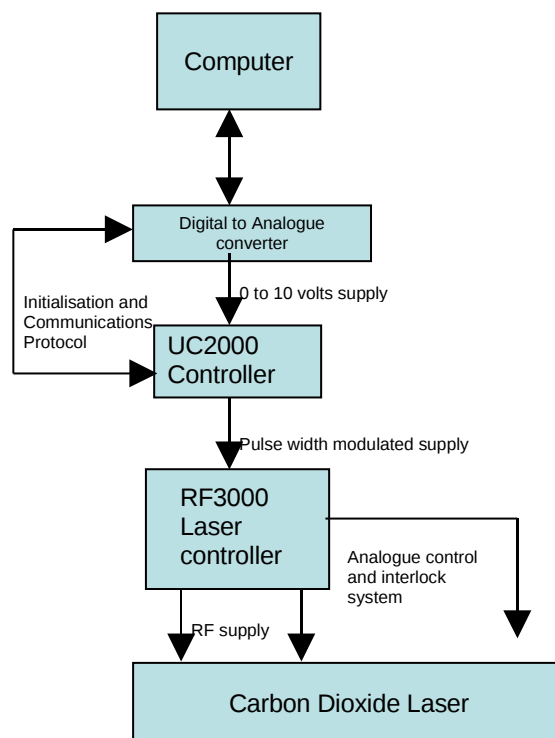 Computer
Digital to Analogue
converter
0 to 10 volts supply
Initialisation and
Communications
Protocol
UC2000
Controller
Pulse width modulated supply
RF3000
Laser
controller
Analogue control
and interlock
system
RF supply
Carbon Dioxide Laser